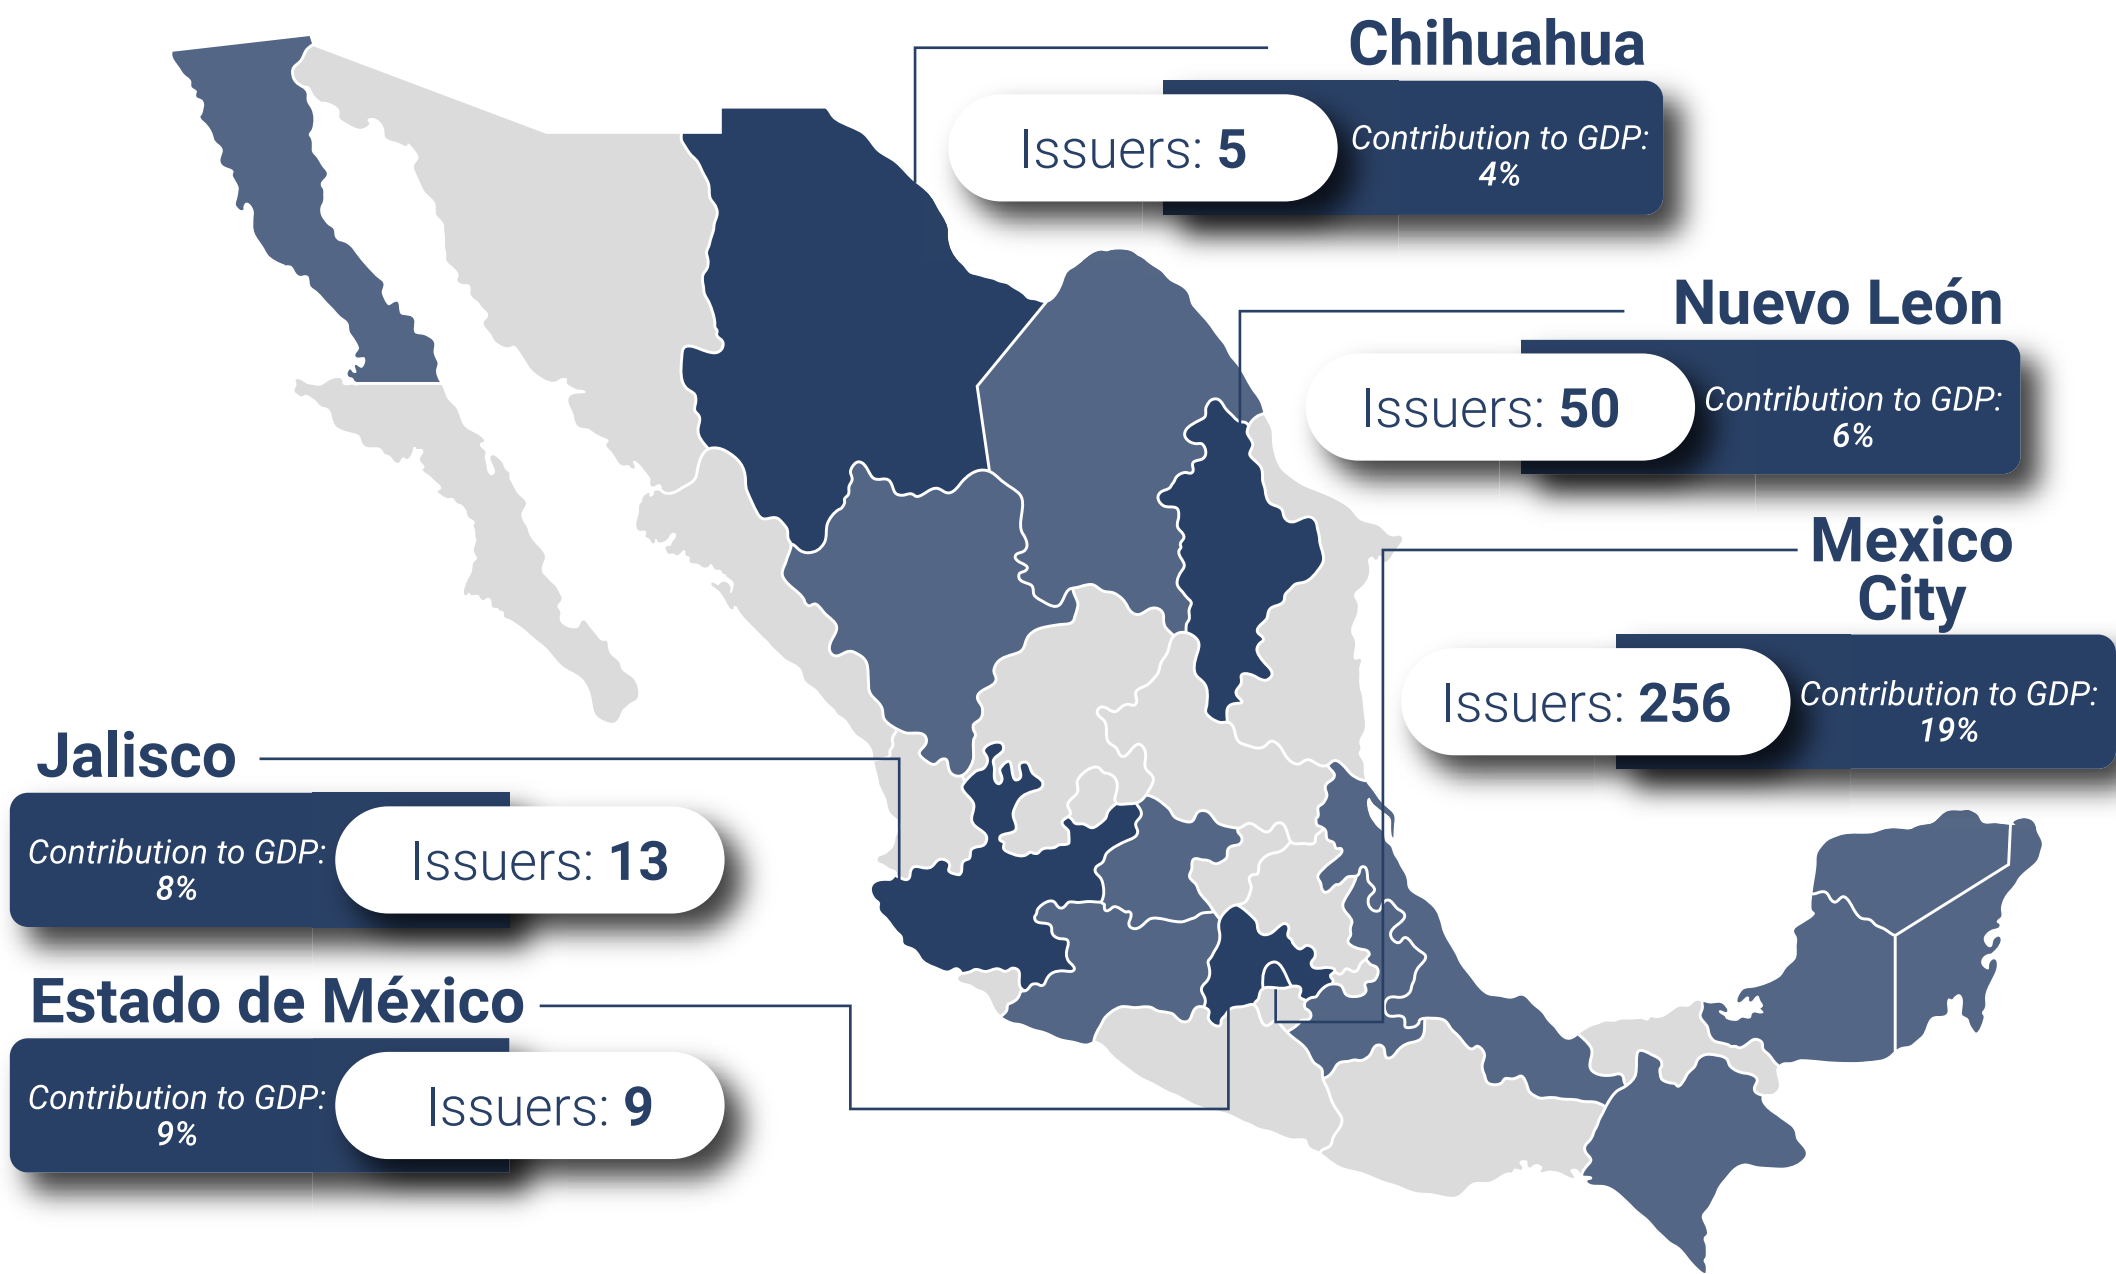 Chihuahua
Issuers: 5
Contribution to GDP:
4%
Nuevo León
Issuers: 50
Contribution to GDP:
6%
Mexico
City
Issuers: 256
Contribution to GDP:
19%
Jalisco
Contribution to GDP:
8%
Issuers: 13
Estado de México
Contribution to GDP:
9%
Issuers: 9